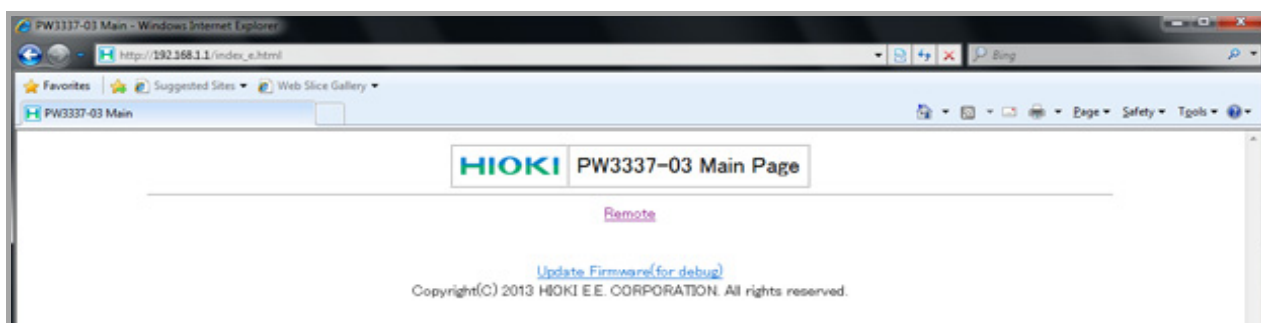 PW3337-03 Main - Windows Internet Explorer
http://192.168.1.1/index_e.html
Bing
Favorites Suggested Sites Web Slice Gallery
PW3337-03 Main Page Safety Tools
HIOKI PW3337-03 Main Page
Remote
Update Firmware(for debug)
Copyright(C) 2013 HIOKI E.E. CORPORATION. All rights reserved.